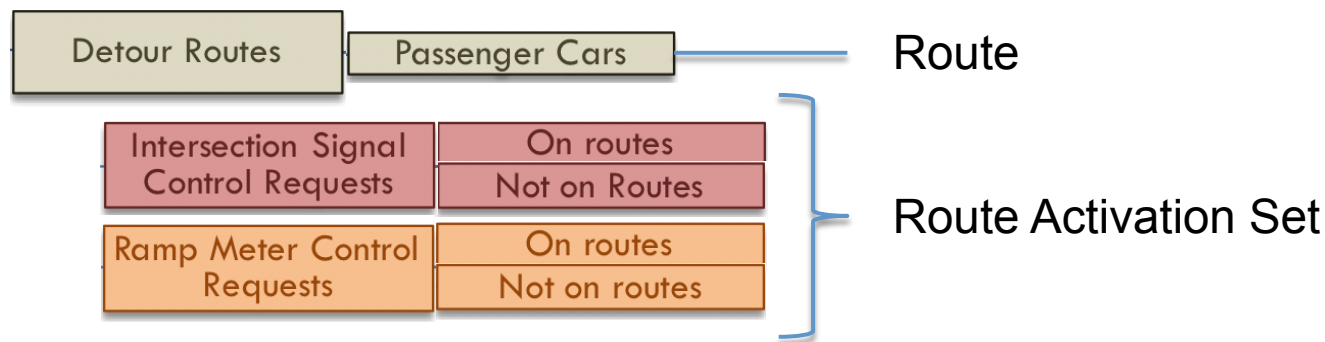 Detour Routes
Passenger Cars
Route
Intersection Signal
Control Requests
On routes
Not on Routes
Ramp Meter Control
Requests
On routes
Not on routes
Route Activation Set